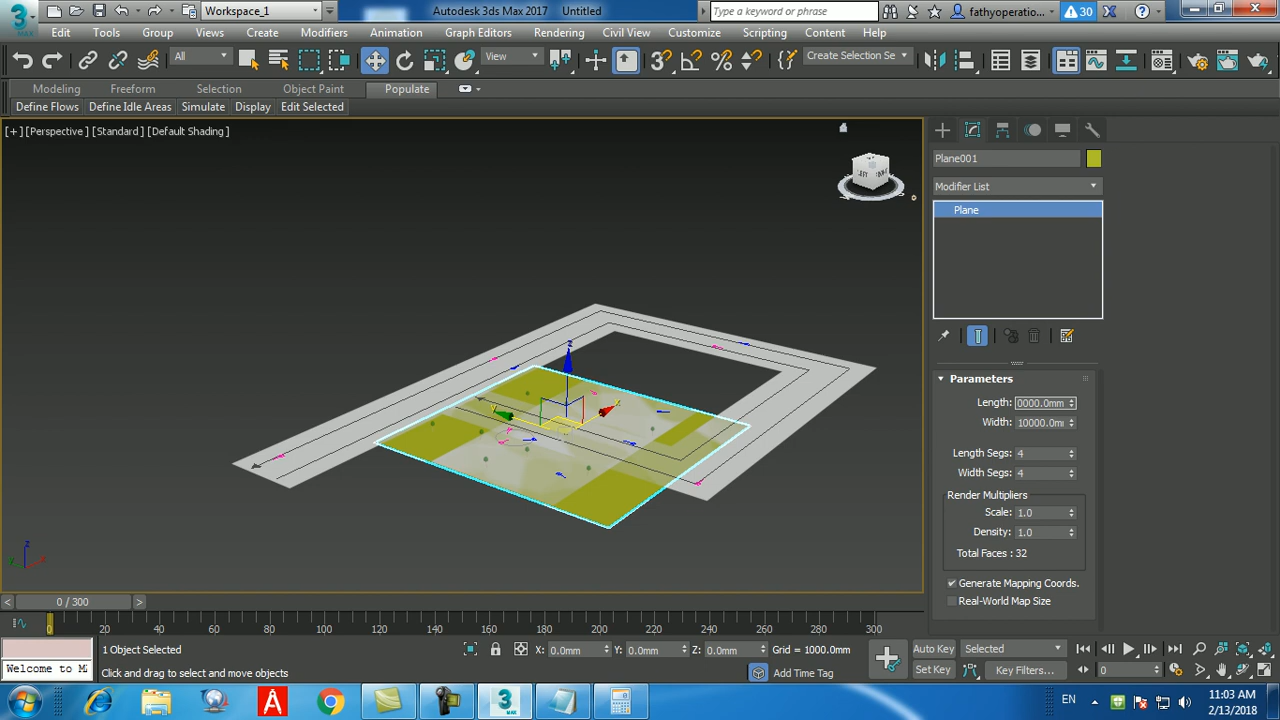 Workspace_1
Autodesk 3ds Max 2017 Untitled
Type a keyword or phrase
fathyoperatio...
30
MAX
Edit Tools Group Views Create Modifiers Animation Graph Editors Rendering Civil View Customize Scripting Content Help
All
View
Create Selection Se
Modeling Freeform Selection Object Paint Populate
Define Flows Define Idle Areas Simulate Display Edit Selected
[+] [Perspective] [Standard] [Default Shading]
Plane001
Modifier List
Plane
Parameters
Length: 0000.0mm
Width: 10000.0m
Length Segs: 4
Width Segs: 4
Render Multipliers
Scale: 1.0
Density: 1.0
Total Faces : 32
Generate Mapping Coords.
Real-World Map Size
LEFT
z
x
z
x
y
0 / 300
0 20 40 60 80 100 120 140 160 180 200 220 240 260 280 300
1 Object Selected
X: 0.0mm Y: 0.0mm Z: 0.0mm Grid = 1000.0mm
Auto Key Selected
Welcome to M
Click and drag to select and move objects
Add Time Tag
Set Key Key Filters...
0
EN
11:03 AM
2/13/2018